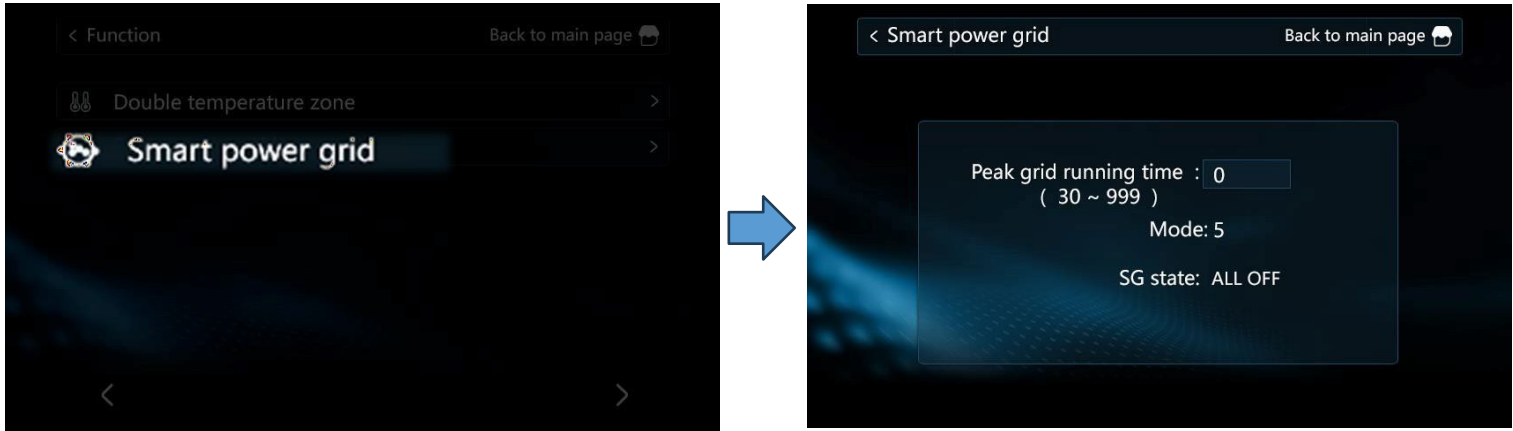 < Function Back to main page
Double temperature zone >
Smart power grid >
< >
< Smart power grid Back to main page
Peak grid running time : 0
( 30 ~ 999 )
Mode: 5
SG state: ALL OFF